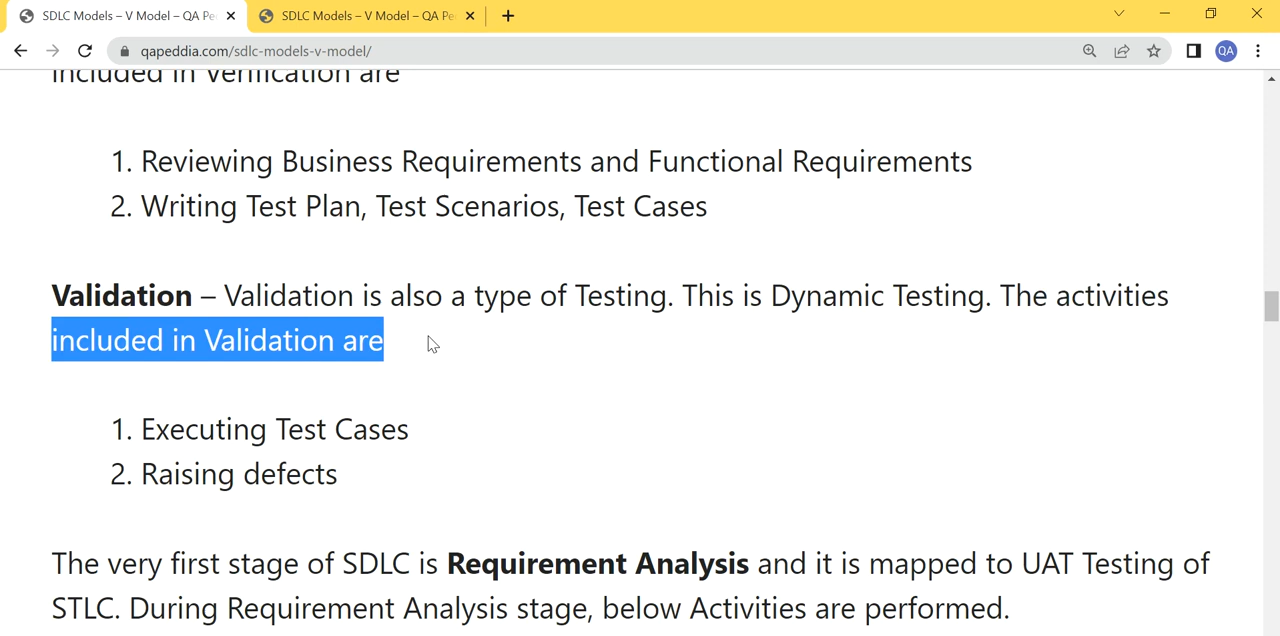 SDLC Models – V Model – QA Pe
SDLC Models – V Model – QA Pe
qapeddia.com/sdlc-models-v-model/
QA
included in Verification are
1. Reviewing Business Requirements and Functional Requirements
2. Writing Test Plan, Test Scenarios, Test Cases
Validation – Validation is also a type of Testing. This is Dynamic Testing. The activities
included in Validation are
1. Executing Test Cases
2. Raising defects
The very first stage of SDLC is Requirement Analysis and it is mapped to UAT Testing of
STLC. During Requirement Analysis stage, below Activities are performed.